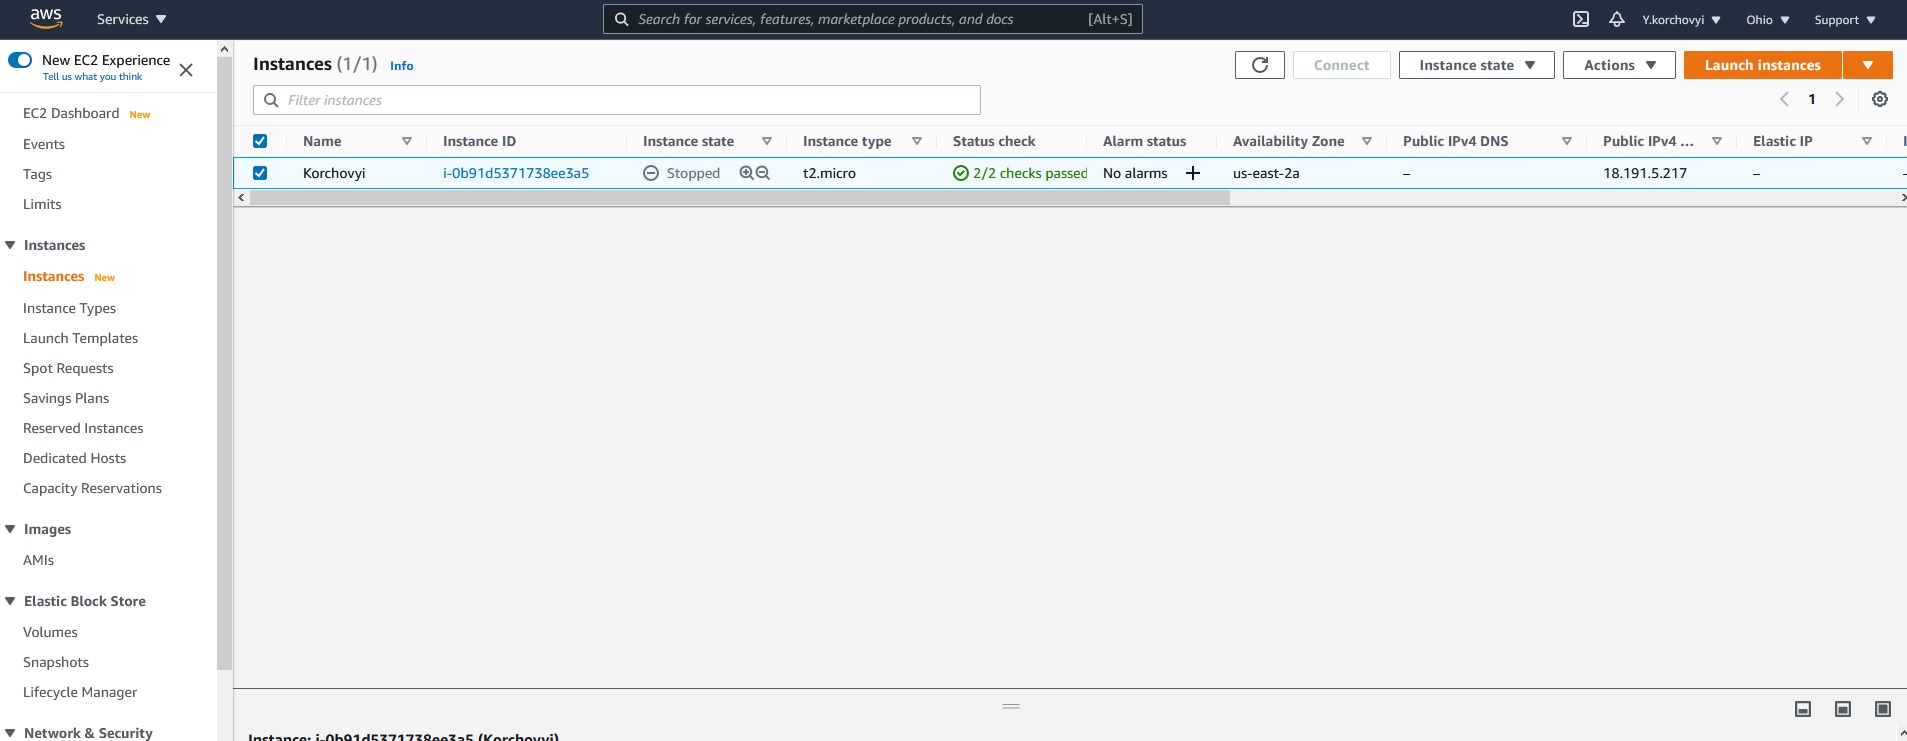 aws Services Search for services, features, marketplace products, and docs [Alt+S] Y.korchovyi Ohio Support
New EC2 Experience
Tell us what you think
EC2 Dashboard New
Events
Tags
Limits
Instances
Instances New
Instance Types
Launch Templates
Spot Requests
Savings Plans
Reserved Instances
Dedicated Hosts
Capacity Reservations
Images
AMIs
Elastic Block Store
Volumes
Snapshots
Lifecycle Manager
Network & Security
Instances (1/1) Info Connect Instance state Actions Launch instances
Filter instances 1
Name Instance ID Instance state Instance type Status check Alarm status Availability Zone Public IPv4 DNS Public IPv4 ... Elastic IP
Korchovyi i-0b91d5371738ee3a5 Stopped t2.micro 2/2 checks passed No alarms + us-east-2a – 18.191.5.217 – –
Instance: i-0b91d5371738ee3a5 (Korchovyi)